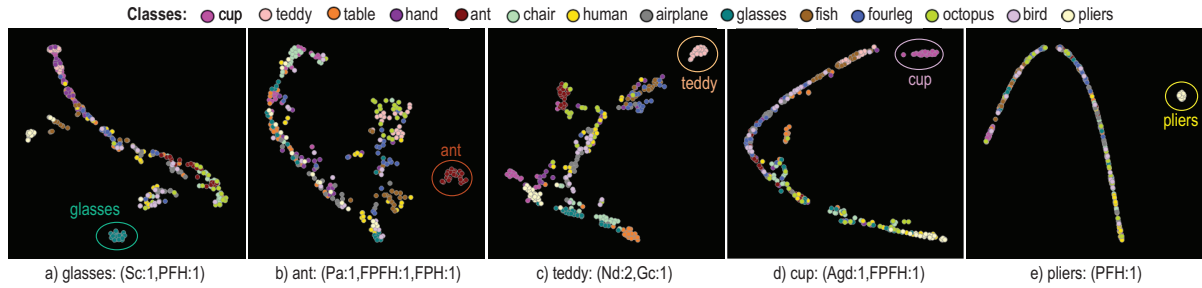 Classes: cup teddy table hand ant chair human airplane glasses fish fourleg octopus bird pliers
glasses
ant
teddy
cup
pliers
a) glasses: (Sc:1,PFH:1)
b) ant: (Pa:1,FPFH:1,FPH:1)
c) teddy: (Nd:2,Gc:1)
d) cup: (Agd:1,FPFH:1)
e) pliers: (PFH:1)